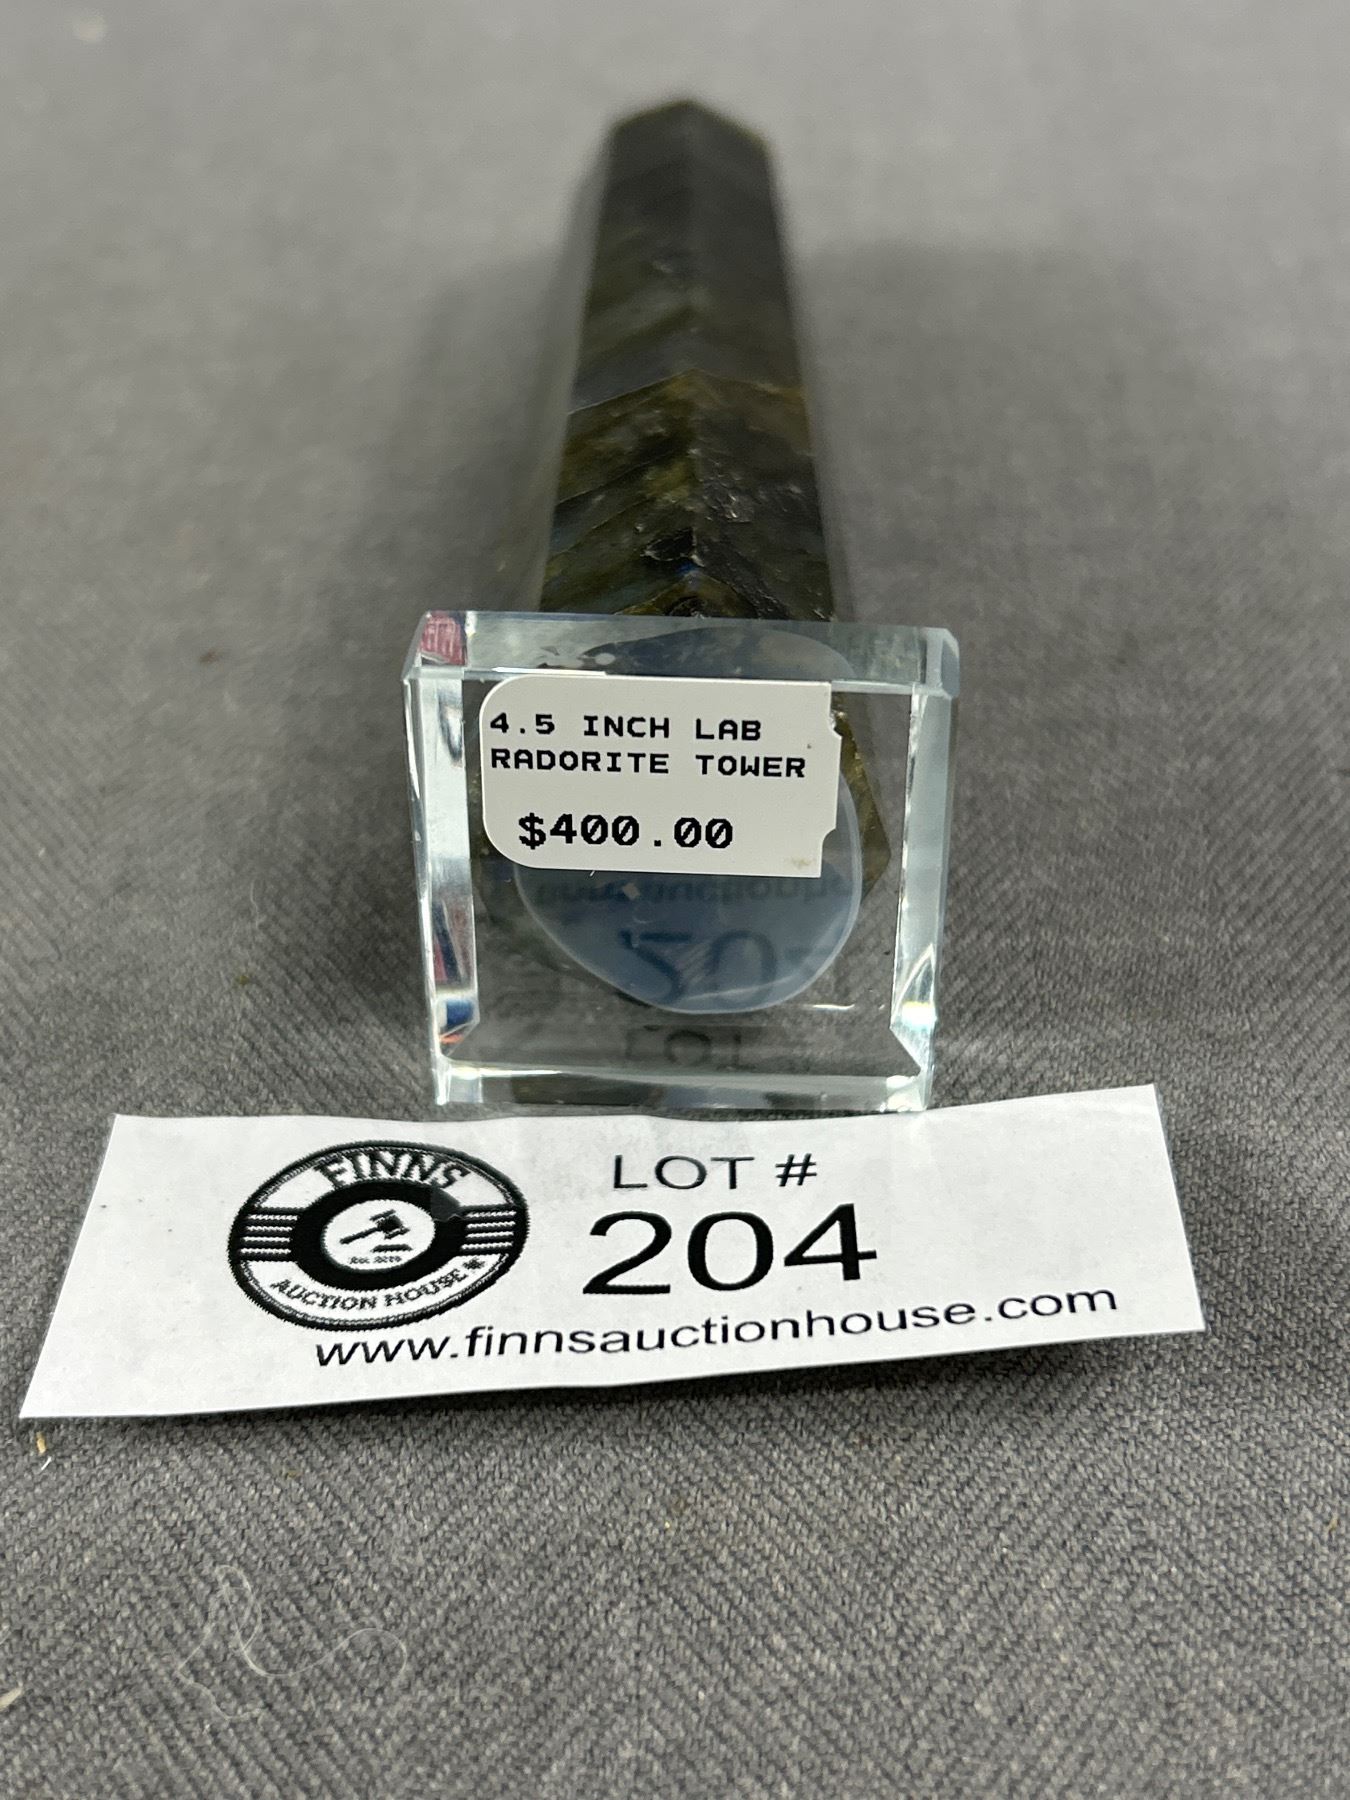 4.5 INCH LAB
RADORITE TOWER
$400.00
FINNS
AUCTION HOUSE
LOT #
204
www.finnsauctionhouse.com